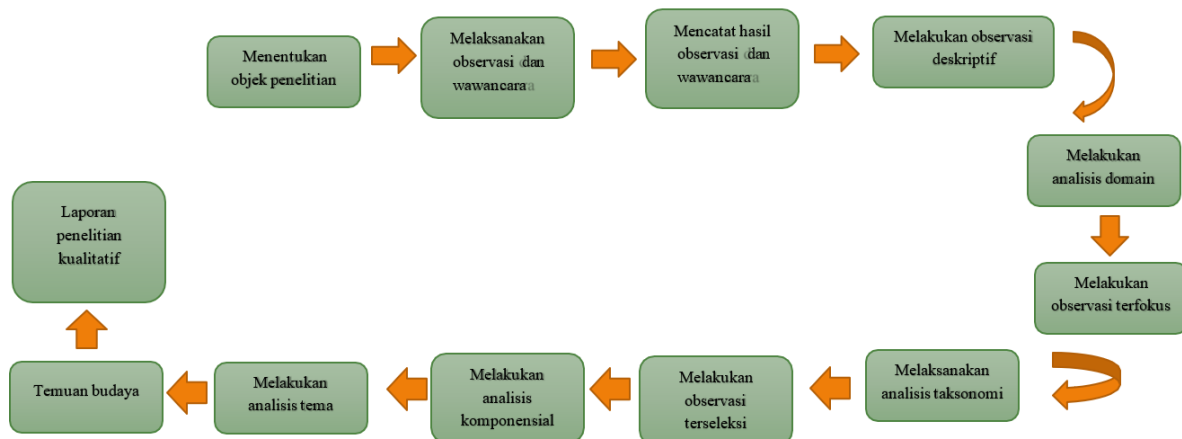 Menentukan
objek penelitian
Melaksanakan
observasi dan
wawancara
Mencatat hasil
observasi dan
wawancara
Melakukan observasi
deskriptif
Melakukan
analisis domain
Melakukan
observasi terfokus
Melaksanakan
analisis taksonomi
Melakukan
observasi
terseleksi
Melakukan
analisis
komponensial
Melakukan
analisis tema
Temuan budaya
Laporan
penelitian
kualitatif